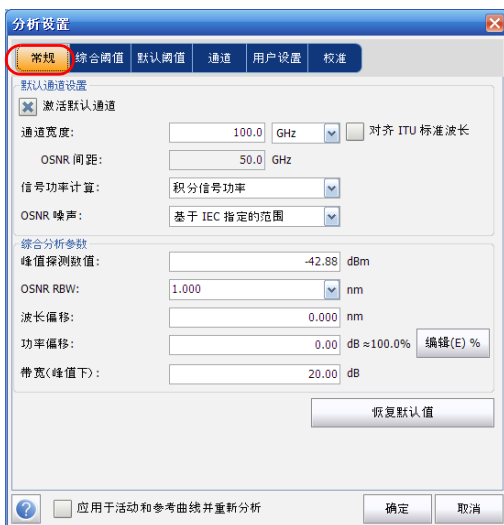 分析设置
常规 综合阈值 默认阈值 通道 用户设置 校准
默认通道设置
激活默认通道
通道宽度: 100.0 GHz 对齐 ITU 标准波长
OSNR 间距: 50.0 GHz
信号功率计算: 积分信号功率
OSNR 噪声: 基于 IEC 指定的范围
综合分析参数
峰值探测数值: -42.88 dBm
OSNR RBW: 1.000 nm
波长偏移: 0.000 nm
功率偏移: 0.00 dB ≈100.0% 编辑(E) %
带宽(峰值下): 20.00 dB
恢复默认值
? 应用于活动和参考曲线并重新分析 确定 取消